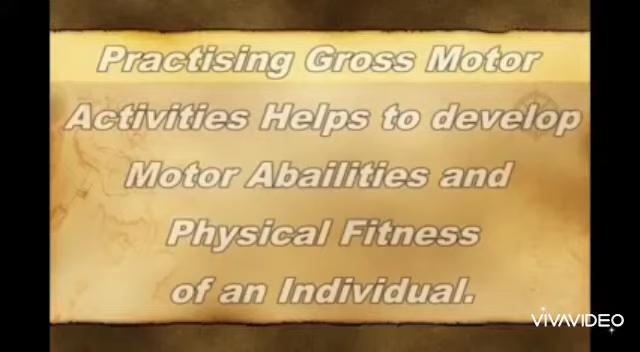 Practising Gross Motor
Activities Helps to develop
Motor Abailities and
Physical Fitness
of an Individual.
VIVAVIDEO